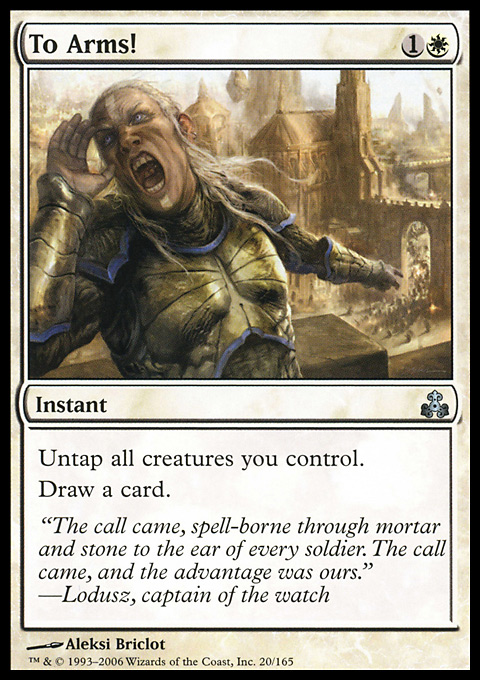 To Arms! 1
Instant
Untap all creatures you control.
Draw a card.
“The call came, spell-borne through mortar
and stone to the ear of every soldier. The call
came, and the advantage was ours.”
—Lodusz, captain of the watch
Aleksi Briclot
™ & © 1993–2006 Wizards of the Coast, Inc. 20/165